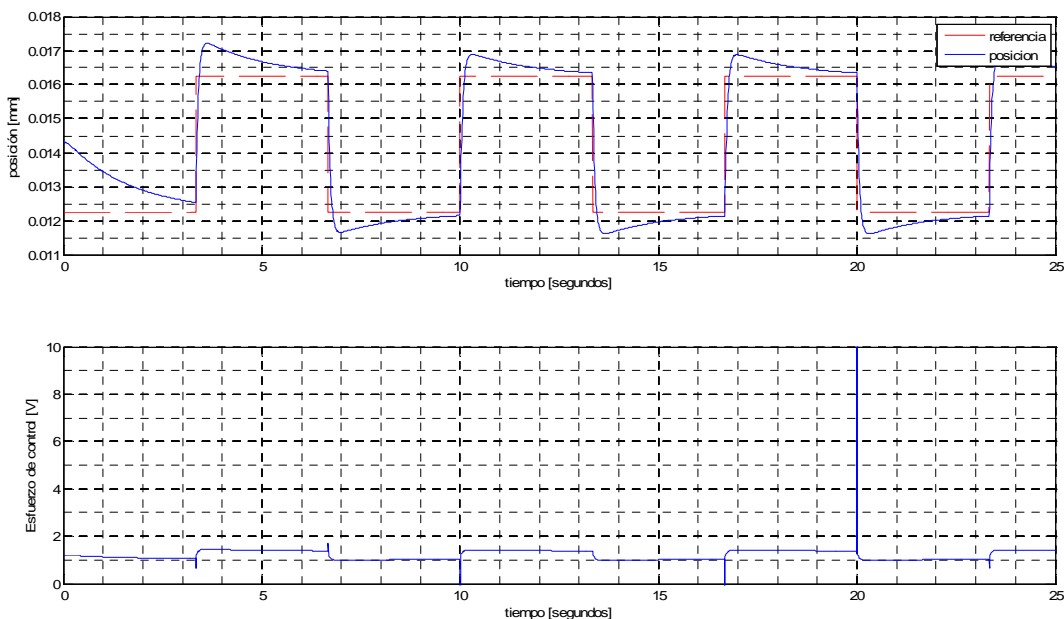 0.018
0.017
0.016
0.015
0.014
0.013
0.012
0.011
posición [mm]
referencia
posicion
0 5 10 15 20 25
tiempo [segundos]
10
8
6
4
2
0
Esfuerzo de control [V]
0 5 10 15 20 25
tiempo [segundos]